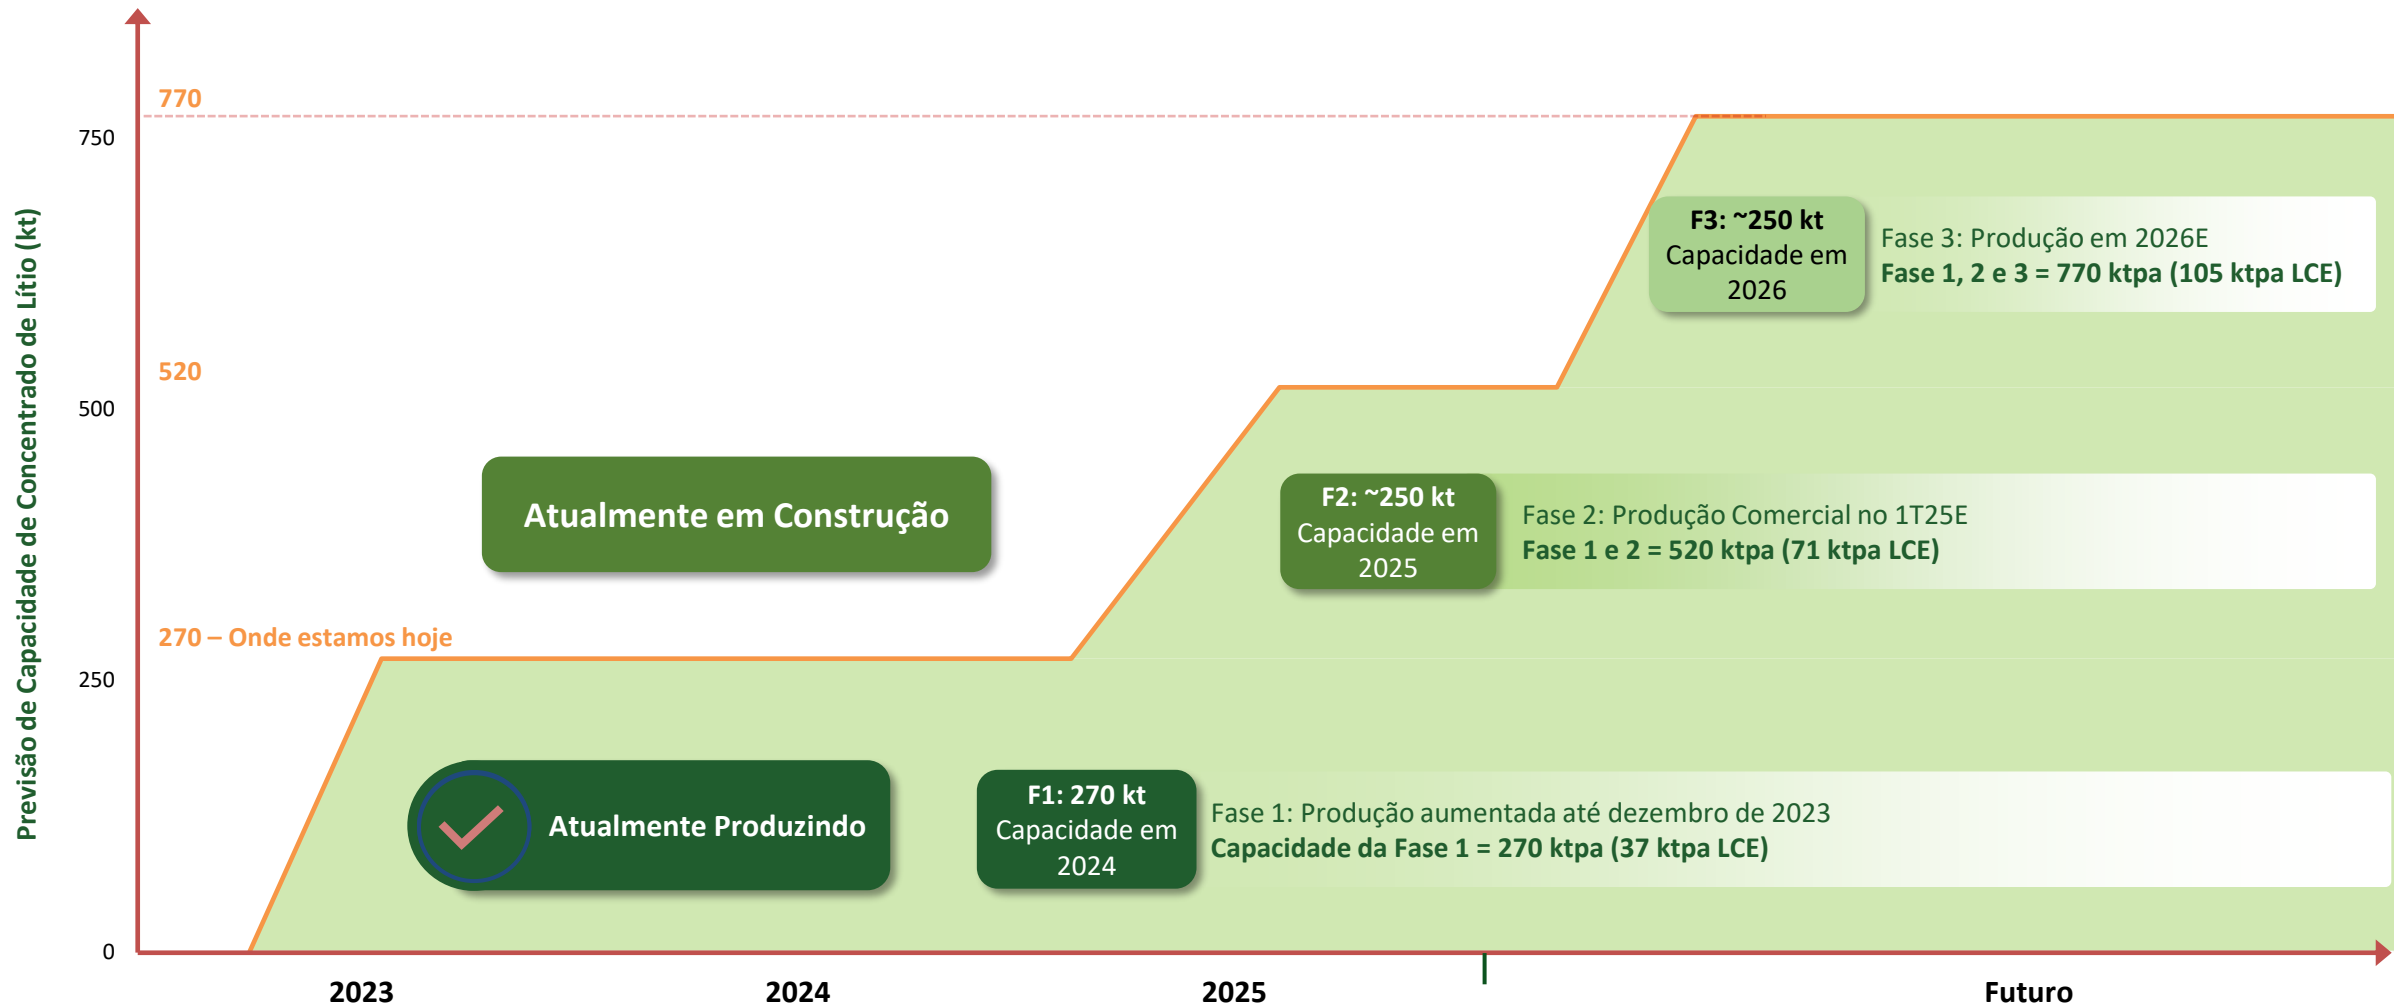 Previsão de Capacidade de Concentrado de Lítio (kt)
770
750
F3: ~250 kt
Capacidade em
2026
Fase 3: Produção em 2026E
Fase 1, 2 e 3 = 770 ktpa (105 ktpa LCE)
520
500
Atualmente em Construção
F2: ~250 kt
Capacidade em
2025
Fase 2: Produção Comercial no 1T25E
Fase 1 e 2 = 520 ktpa (71 ktpa LCE)
270 – Onde estamos hoje
250
Atualmente Produzindo
F1: 270 kt
Capacidade em
2024
Fase 1: Produção aumentada até dezembro de 2023
Capacidade da Fase 1 = 270 ktpa (37 ktpa LCE)
0
2023
2024
2025
Futuro